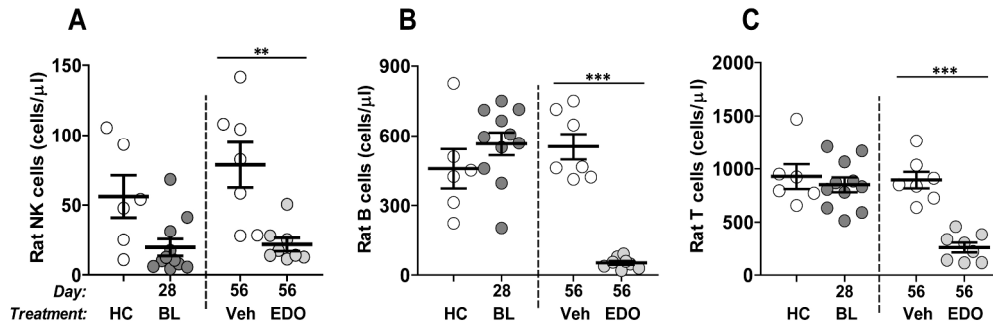 A
Rat NK cells (cells/μl)
150
100
50
0
**
B
Rat B cells (cells/μl)
900
600
300
0
***
C
Rat T cells (cells/μl)
2000
1500
1000
500
0
***
Day: 28 56 56 28 56 56 28 56 56
Treatment: HC BL Veh EDO HC BL Veh EDO HC BL Veh EDO